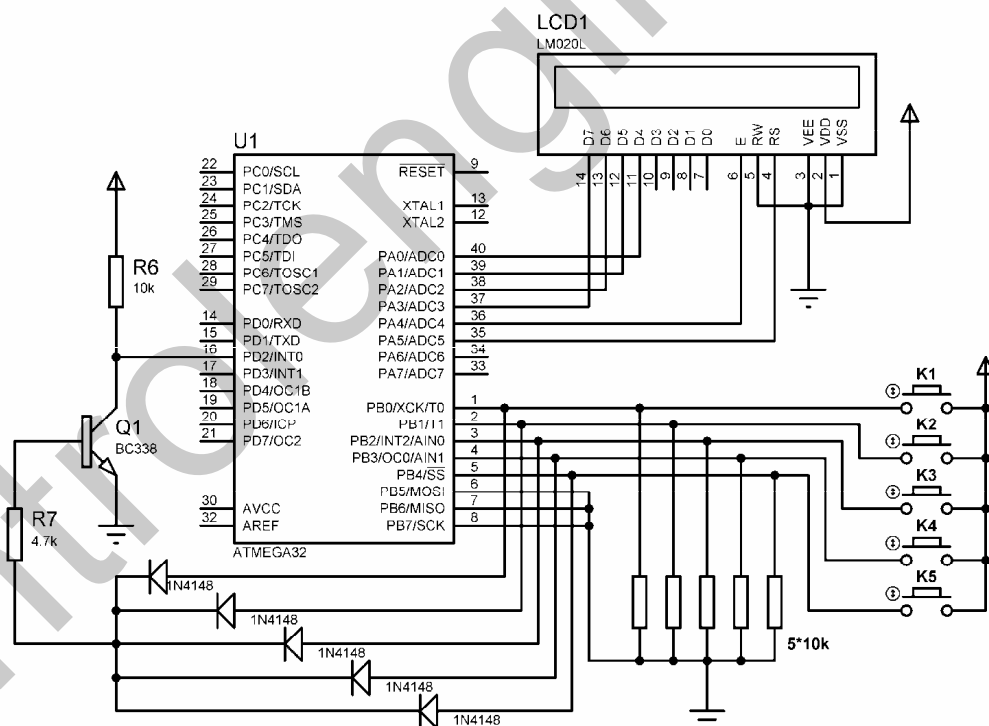 LCD1
LM020L
D7 D6 D5 D4 D3 D2 D1 D0 E RW RS VEE VDD VSS
14 13 12 11 10 9 8 7 6 5 4 3 2 1
U1
22 PC0/SCL
23 PC1/SDA
24 PC2/TCK
25 PC3/TMS
26 PC4/TDO
27 PC5/TDI
28 PC6/TOSC1
29 PC7/TOSC2
14 PD0/RXD
15 PD1/TXD
16 PD2/INT0
17 PD3/INT1
18 PD4/OC1B
19 PD5/OC1A
20 PD6/ICP
21 PD7/OC2
30 AVCC
32 AREF
RESET 9
XTAL1 13
XTAL2 12
PA0/ADC0 40
PA1/ADC1 39
PA2/ADC2 38
PA3/ADC3 37
PA4/ADC4 36
PA5/ADC5 35
PA6/ADC6 34
PA7/ADC7 33
PB0/XCK/T0 1
PB1/T1 2
PB2/INT2/AIN0 3
PB3/OC0/AIN1 4
PB4/SS 5
PB5/MOSI 6
PB6/MISO 7
PB7/SCK 8
ATMEGA32
R6
10k
Q1
BC338
R7
4.7k
1N4148
1N4148
1N4148
1N4148
1N4148
K1
K2
K3
K4
K5
5*10k
ntrolengi